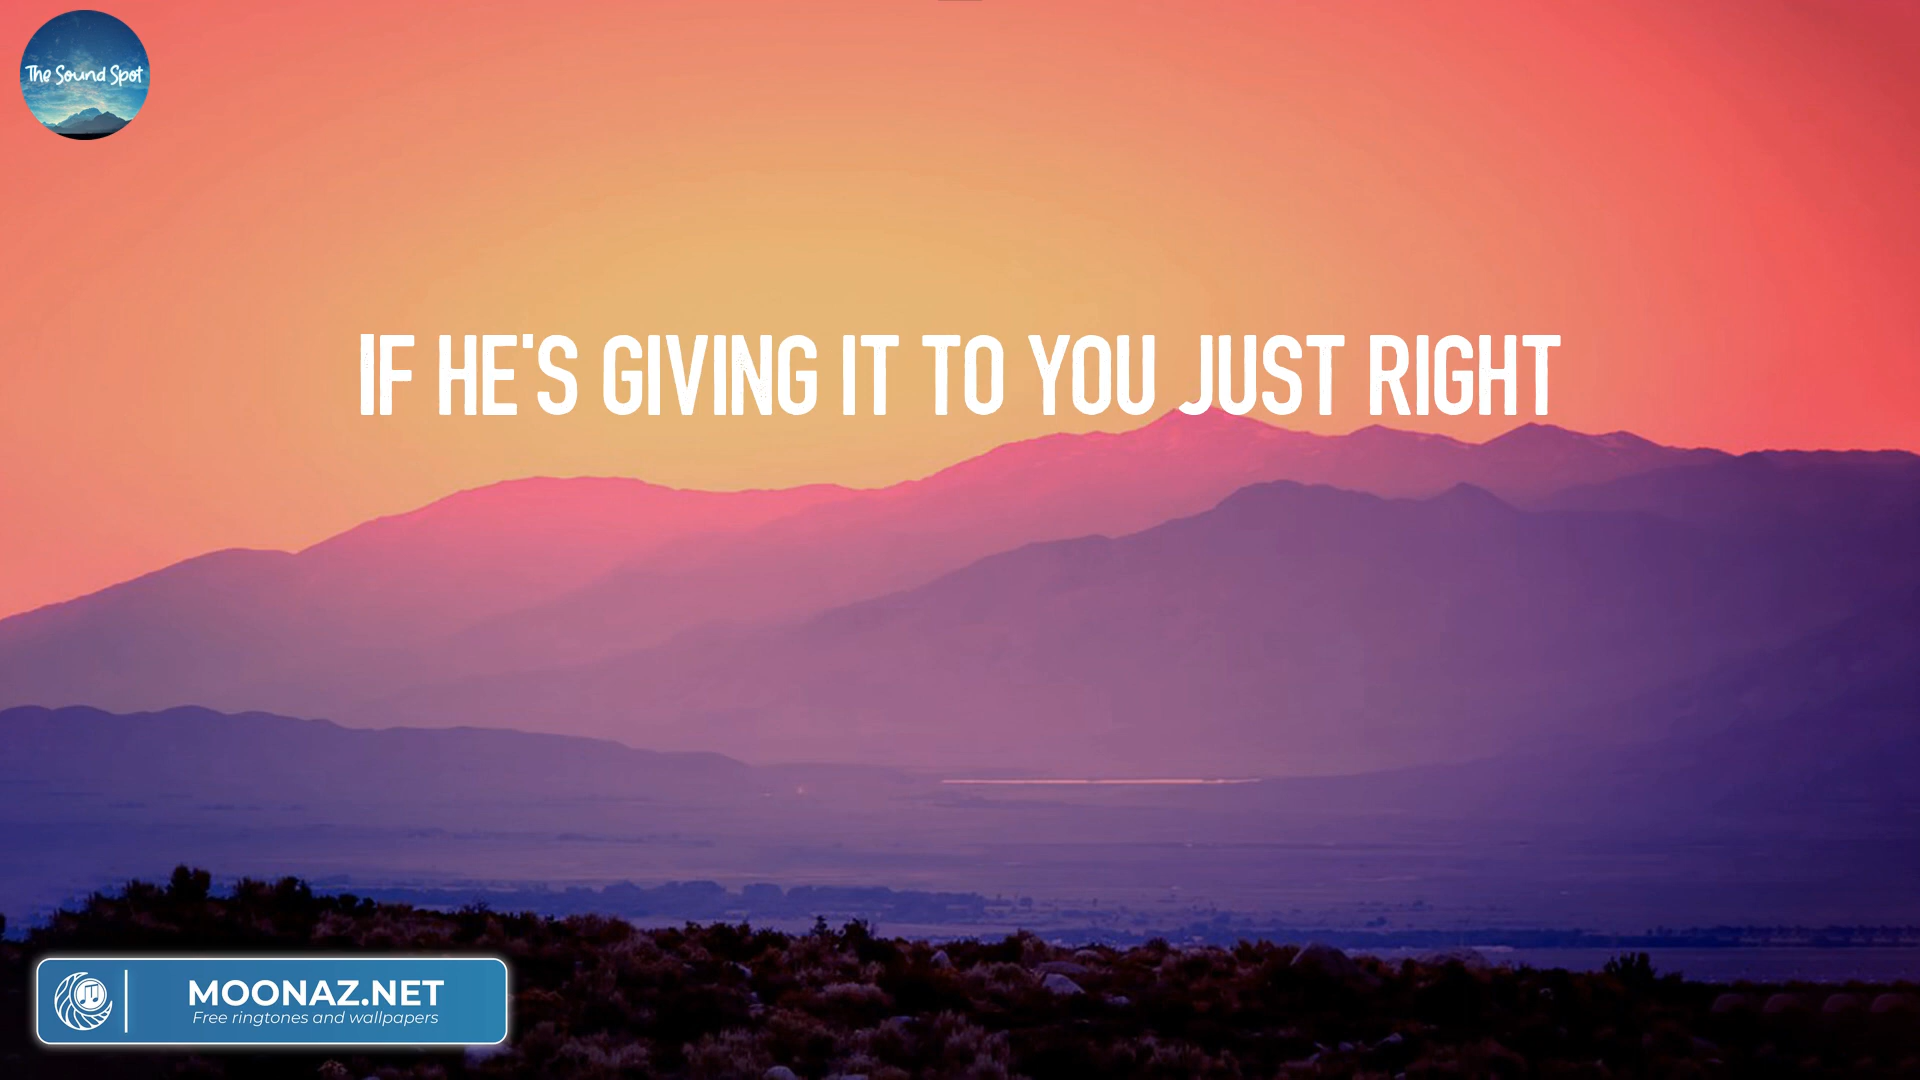 The Sound Spot
IF HE'S GIVING IT TO YOU JUST RIGHT
MOONAZ.NET
Free ringtones and wallpapers